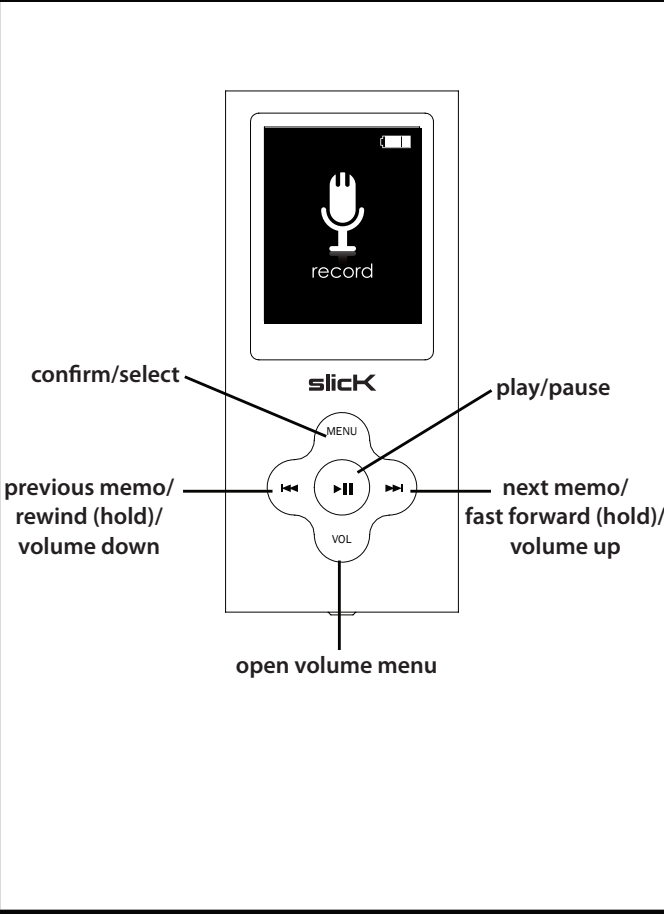 record
confirm/select
slick
play/pause
MENU
previous memo/
rewind (hold)/
volume down
next memo/
fast forward (hold)/
volume up
VOL
open volume menu